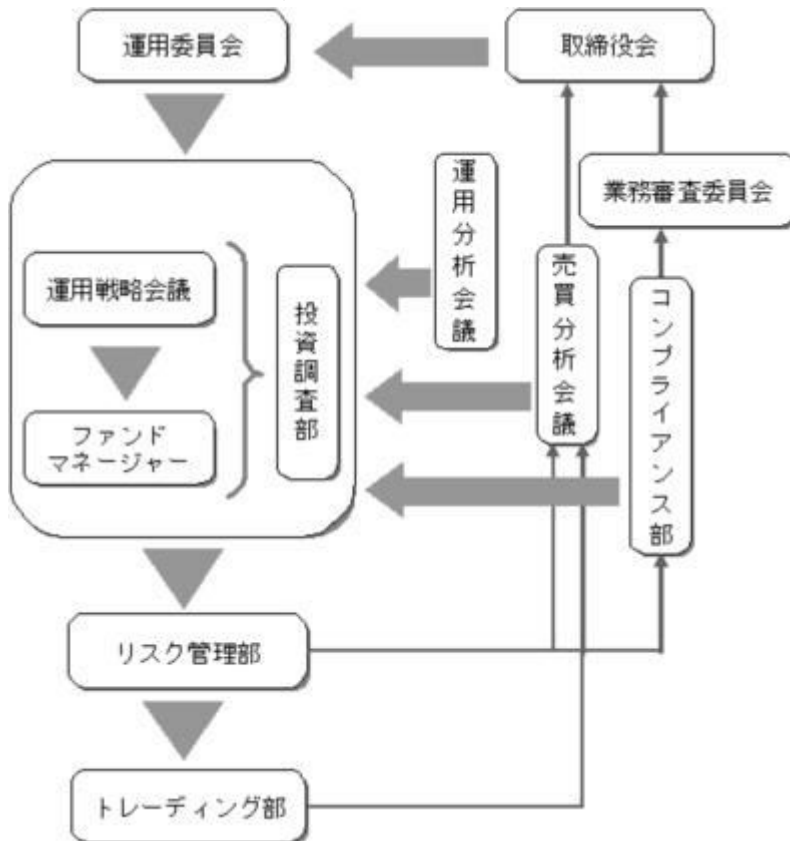 運用委員会
取締役会
運用分析会議
業務審査委員会
運用戦略会議
投資調査部
売買分析会議
コンプライアンス部
ファンド
マネージャー
リスク管理部
トレーディング部